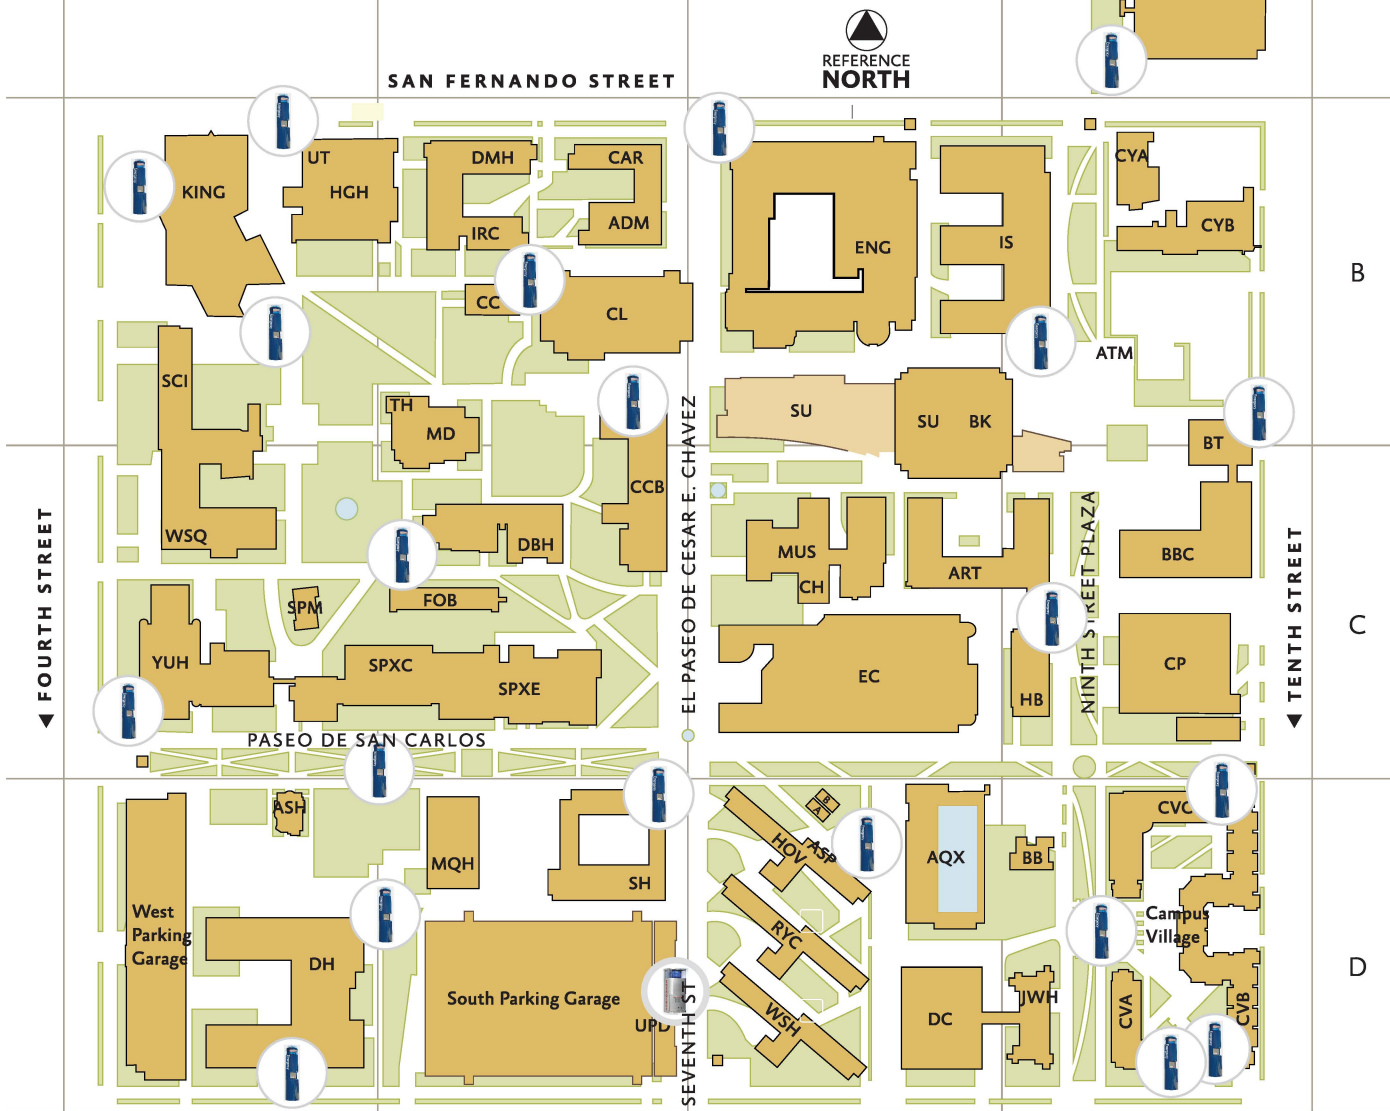 REFERENCE
NORTH
SAN FERNANDO STREET
UT
DMH
CAR
CYA
KING
HGH
IRC
ADM
ENG
IS
CYB
B
CC
CL
ATM
SCI
TH
MD
SU
SU
BK
BT
CCB
WSQ
DBH
MUS
CH
ART
BBC
EL PASEO DE CESAR E. CHAVEZ
NINTH STREET PLAZA
FOURTH STREET
TENTH STREET
SPM
FOB
C
YUH
SPXC
SPXE
EC
HB
CP
PASEO DE SAN CARLOS
ASH
MQH
SH
B
A
HOV
ASP
AQX
BB
CVC
West
Parking
Garage
Campus
Village
RYC
DH
D
South Parking Garage
UPD
SEVENTH ST
WSH
DC
JWH
CVA
CVB